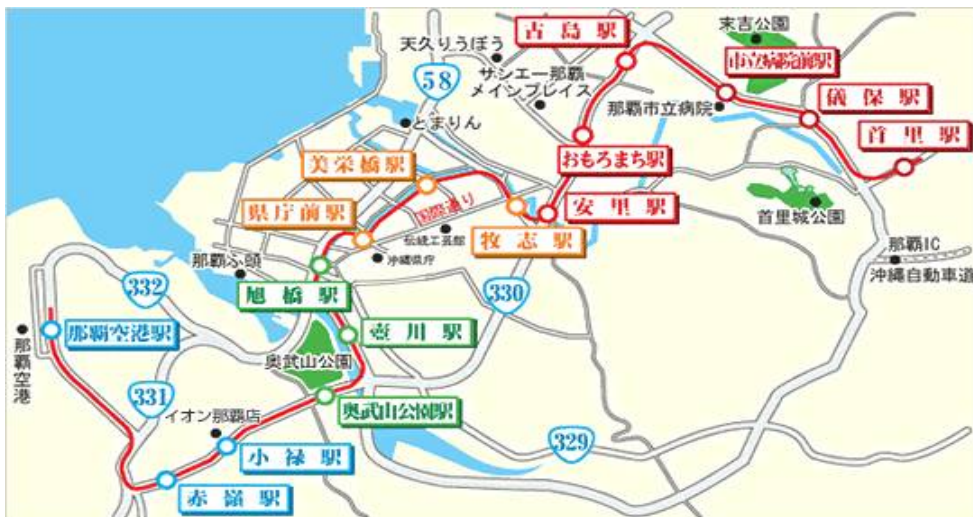 古島駅
末吉公園
天久りうぼう
市立病院前駅
58
サンエー那覇
メインプレイス
儀保駅
那覇市立病院
とまりん
首里駅
美栄橋駅
おもろまち駅
国際通り
県庁前駅
安里駅
首里城公園
牧志駅
伝統工芸館
沖縄県庁
那覇IC
那覇ふ頭
沖縄自動車道
旭橋駅
332
330
那覇空港駅
壺川駅
那覇空港
奥武山公園
331
イオン那覇店
奥武山公園駅
329
小禄駅
赤嶺駅